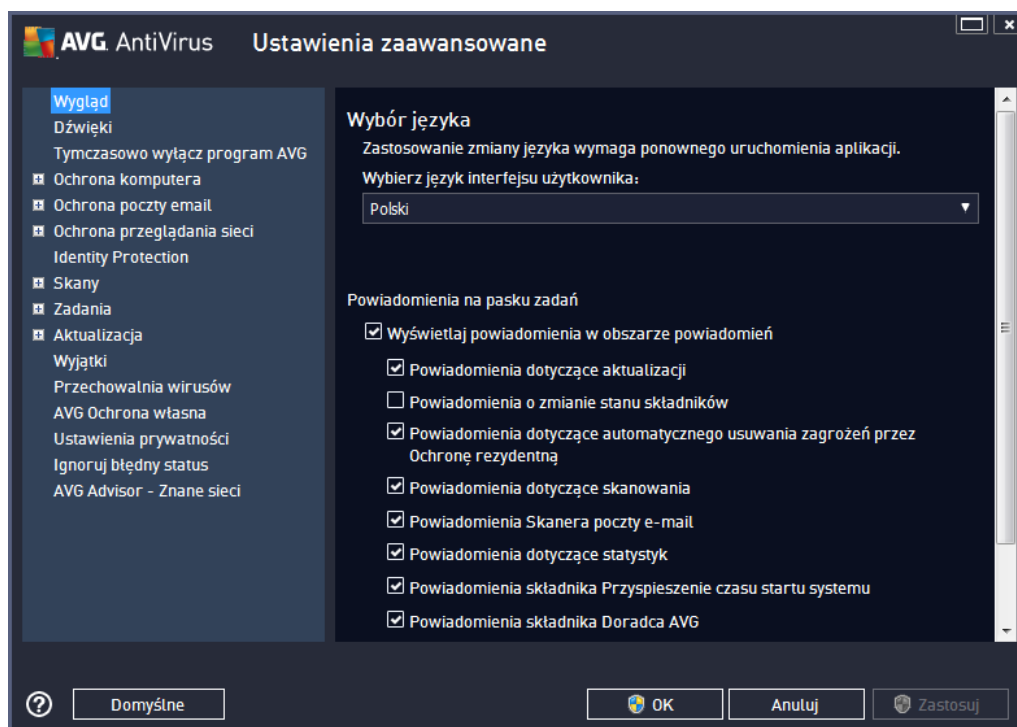 AVG. AntiVirus Ustawienia zaawansowane
Wygląd
Dźwięki
Tymczasowo wyłącz program AVG
Ochrona komputera
Ochrona poczty email
Ochrona przeglądania sieci
Identity Protection
Skany
Zadania
Aktualizacja
Wyjątki
Przechowalnia wirusów
AVG Ochrona własna
Ustawienia prywatności
Ignoruj błędny status
AVG Advisor - Znane sieci
Wybór języka
Zastosowanie zmiany języka wymaga ponownego uruchomienia aplikacji.
Wybierz język interfejsu użytkownika:
Polski
Powiadomienia na pasku zadań
Wyświetlaj powiadomienia w obszarze powiadomień
Powiadomienia dotyczące aktualizacji
Powiadomienia o zmianie stanu składników
Powiadomienia dotyczące automatycznego usuwania zagrożeń przez
Ochronę rezydentną
Powiadomienia dotyczące skanowania
Powiadomienia Skanera poczty e-mail
Powiadomienia dotyczące statystyk
Powiadomienia składnika Przyspieszenie czasu startu systemu
Powiadomienia składnika Doradca AVG
? Domyślne OK Anuluj Zastosuj